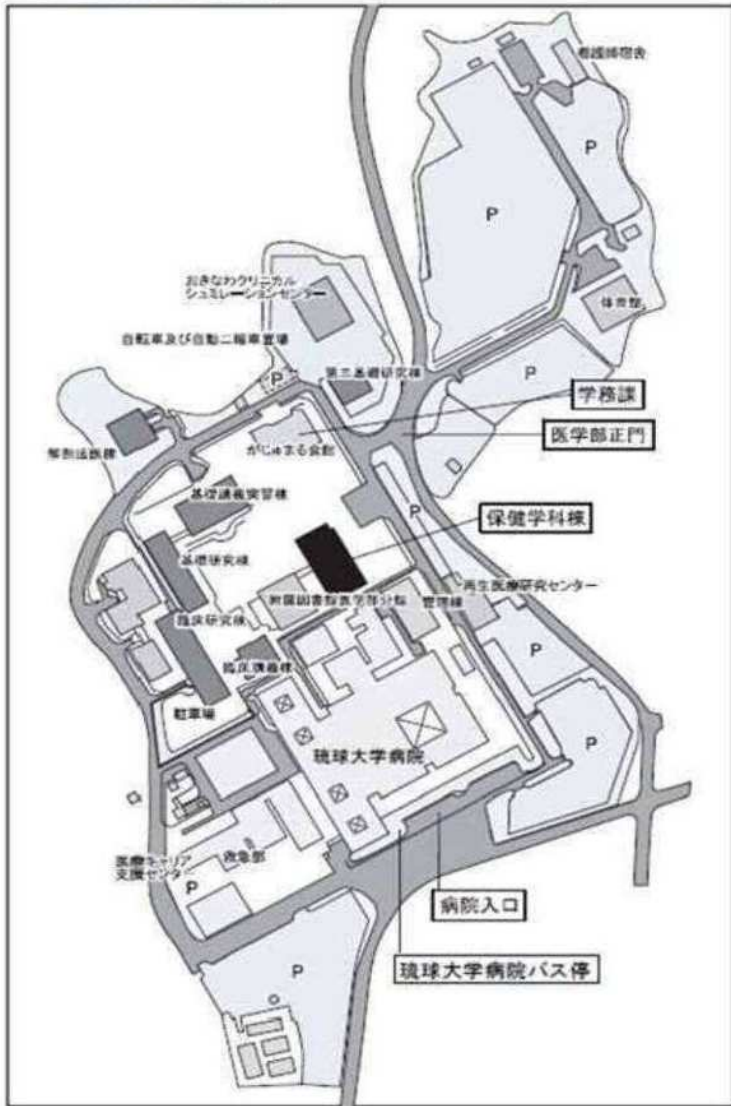 看護師宿舎
P
P
おきなわクリニカル
シュミレーションセンター
体育館
自転車及び自動二輪車置場
P
第三基礎研究棟
P
学務課
解剖法医棟
がじゅまる会館
医学部正門
基礎講義実習棟
P
保健学科棟
基礎研究棟
再生医療研究センター
附属図書館医学部分館
管理棟
臨床研究棟
P
臨床講義棟
駐車場
P
琉球大学病院
医療キャリア
支援センター
救急部
P
病院入口
琉球大学病院バス停
P